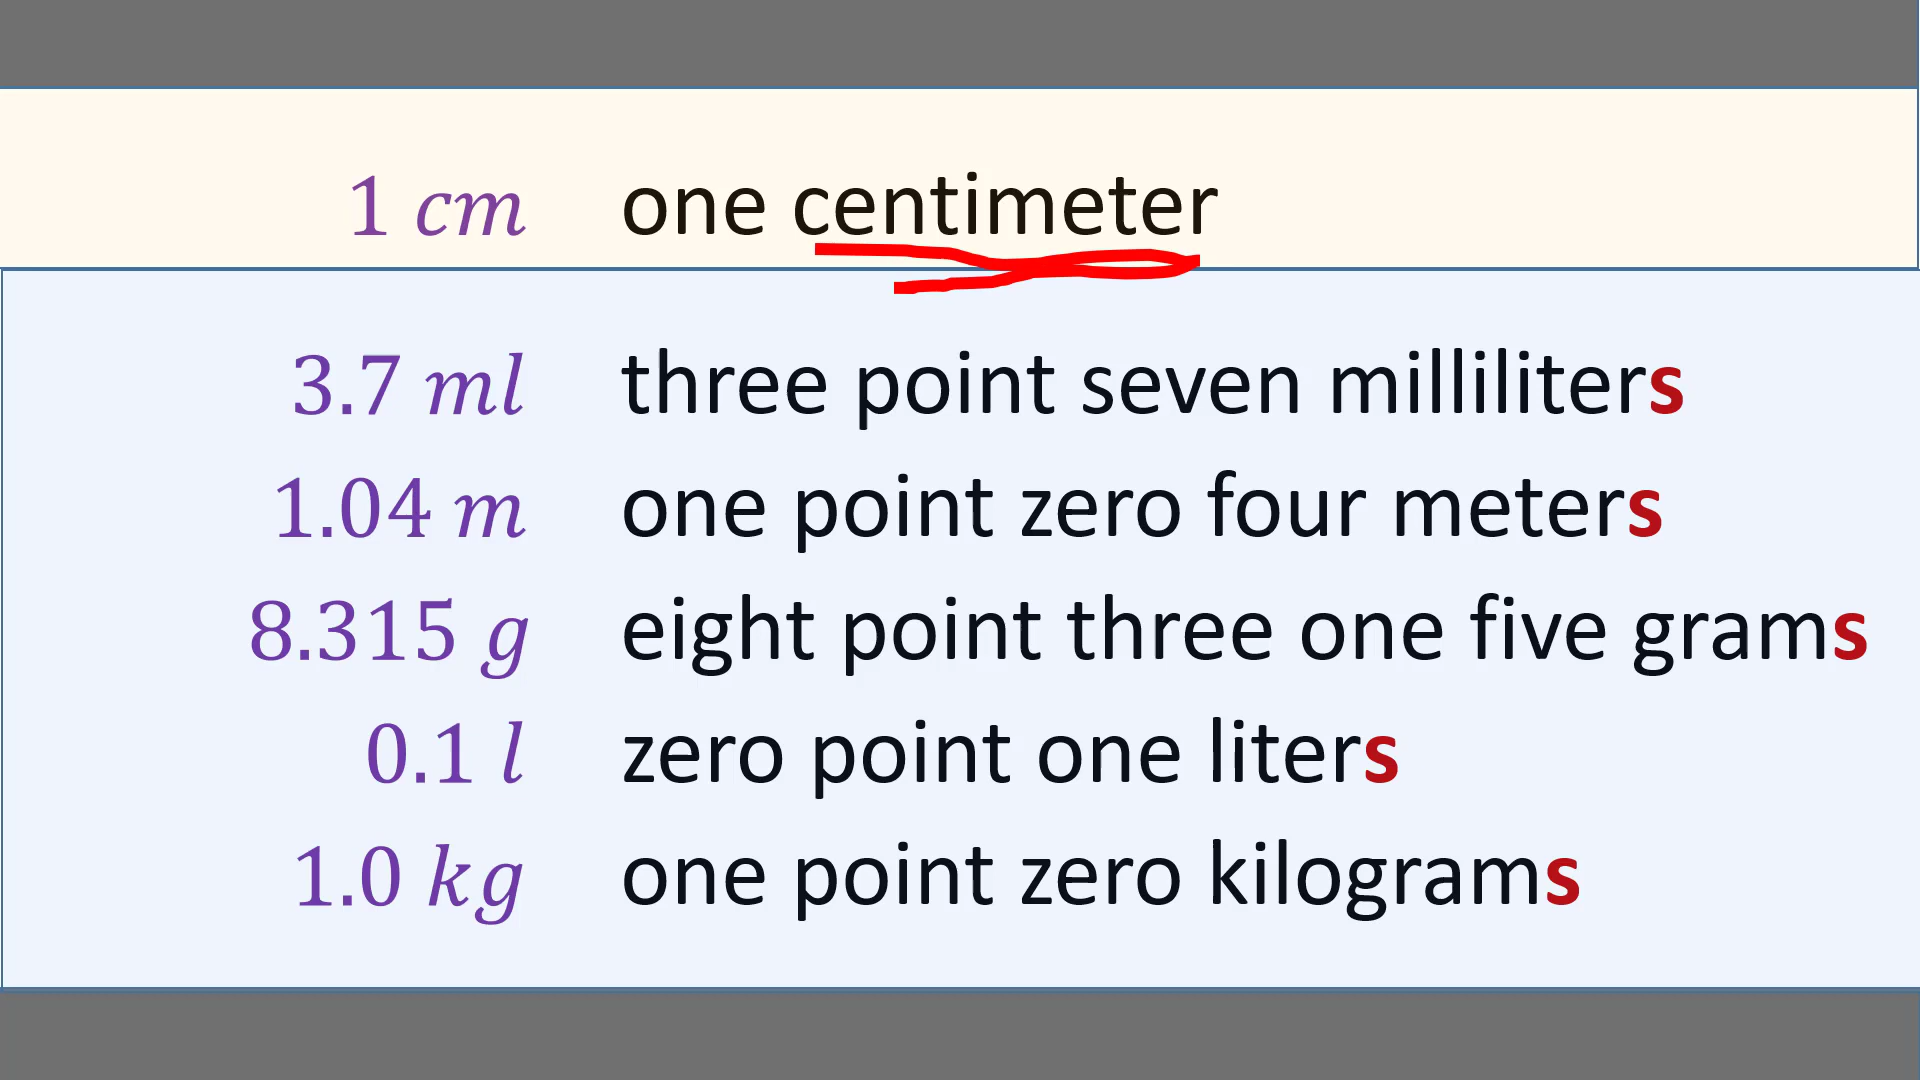 1 cm one centimeter
3.7 ml three point seven milliliters
1.04 m one point zero four meters
8.315 g eight point three one five grams
0.1 l zero point one liters
1.0 kg one point zero kilograms